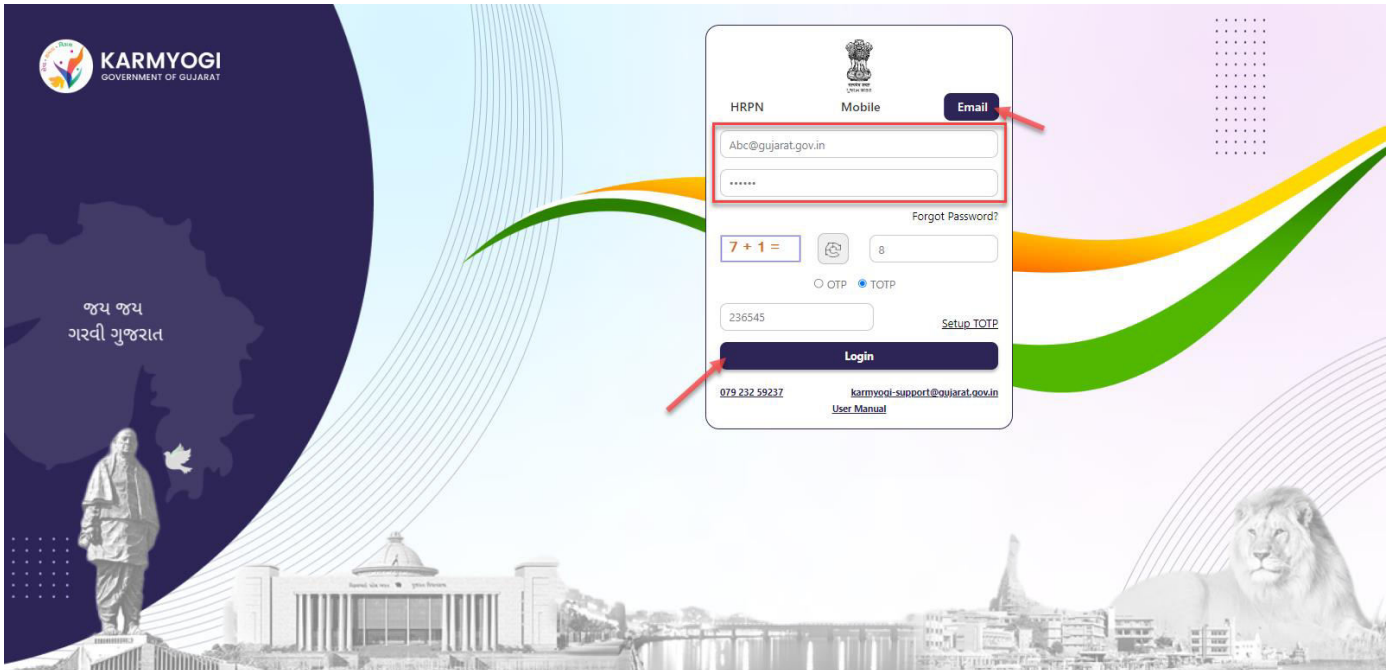 KARMYOGI
GOVERNMENT OF GUJARAT
જય જય
ગરવી ગુજરાત
HRPN Mobile Email
Abc@gujarat.gov.in
••••••
Forgot Password?
7 + 1 = 8
OTP TOTP
236545 Setup TOTP
Login
079 232 59237 karmyogi-support@gujarat.gov.in
User Manual